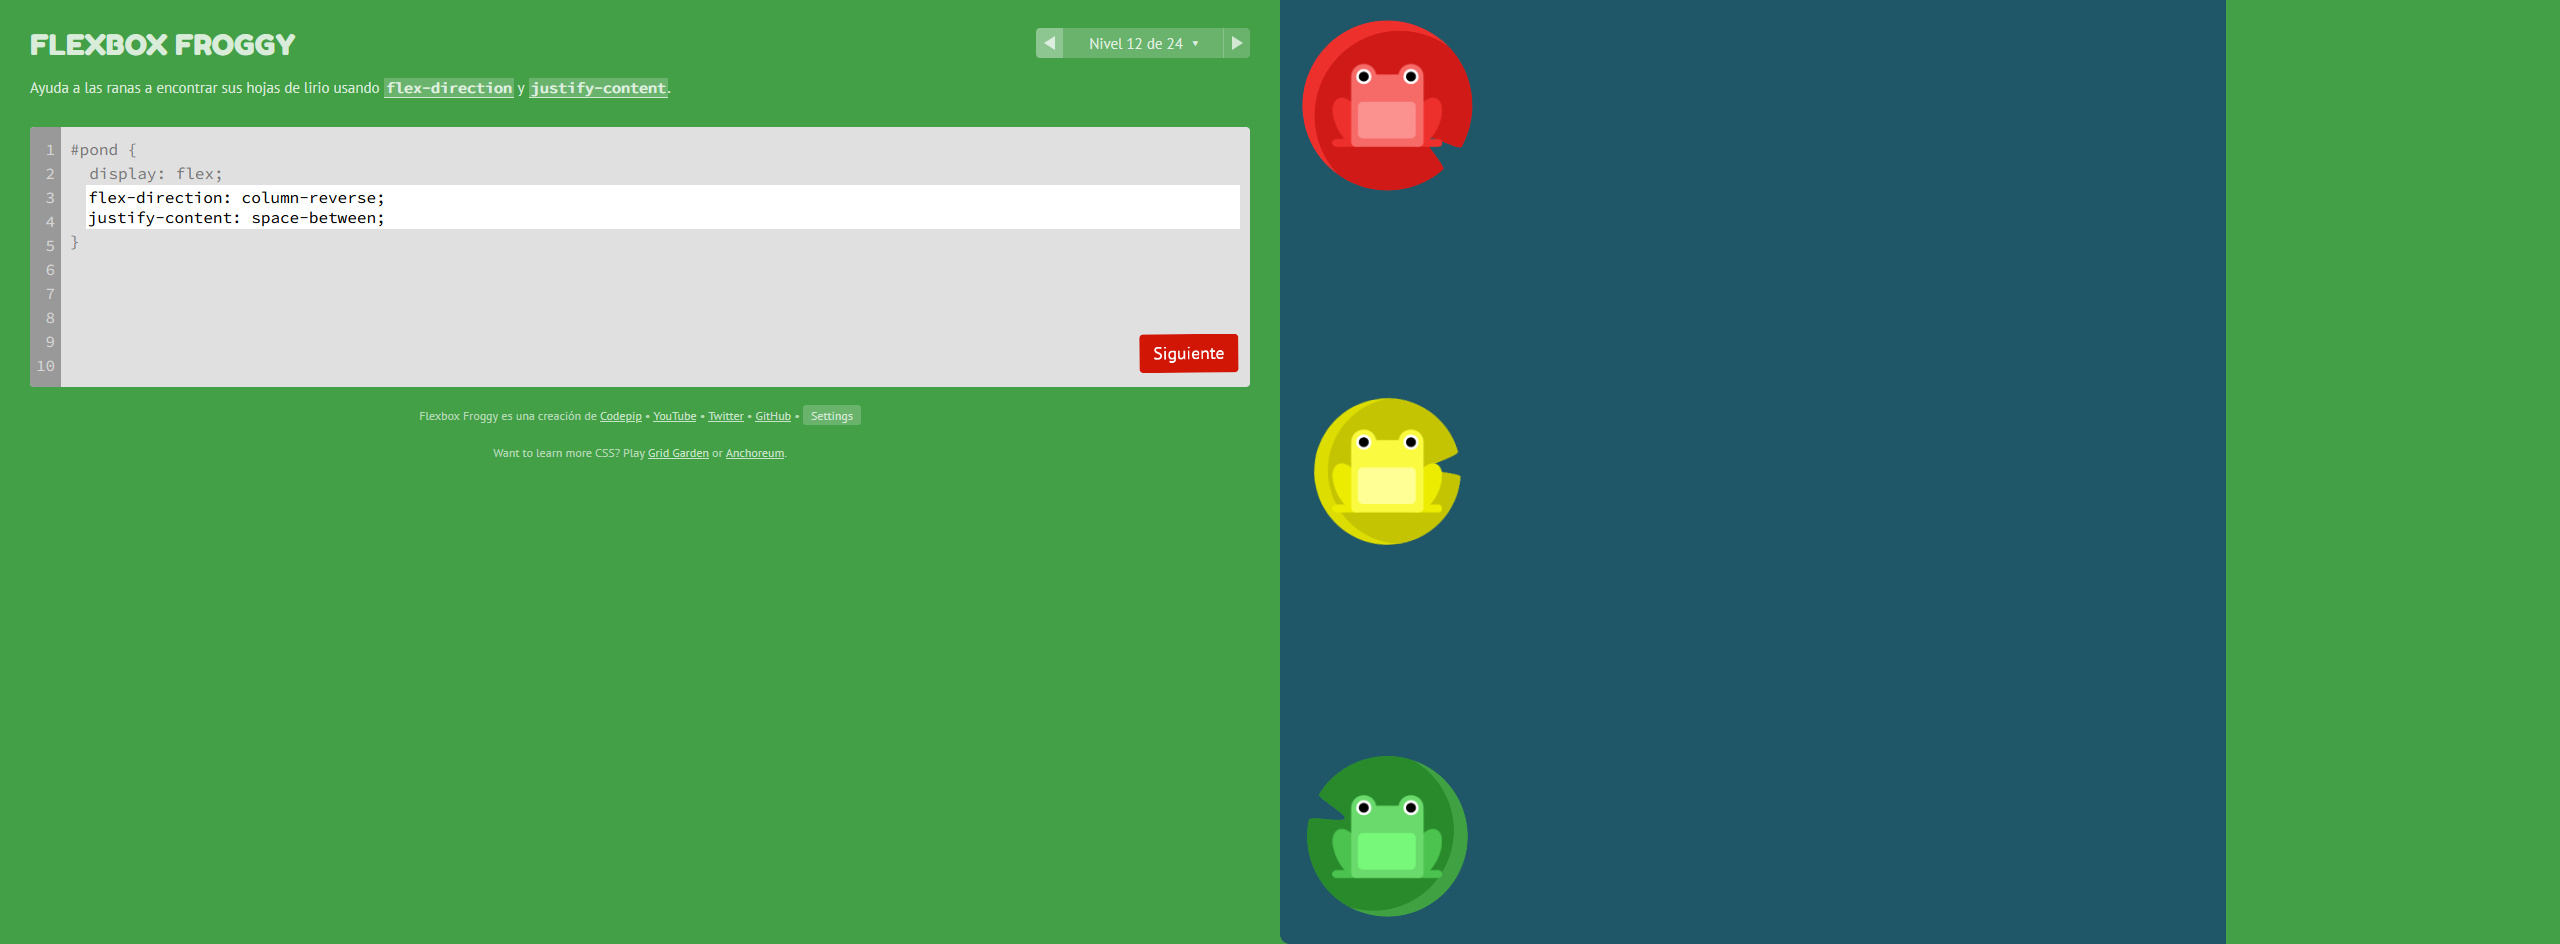 FLEXBOX FROGGY
Nivel 12 de 24 ▼
Ayuda a las ranas a encontrar sus hojas de lirio usando flex-direction y justify-content.
1 #pond {
2 display: flex;
3 flex-direction: column-reverse;
4 justify-content: space-between;
5 }
6
7
8
9
10
Siguiente
Flexbox Froggy es una creación de Codepip • YouTube • Twitter • GitHub • Settings
Want to learn more CSS? Play Grid Garden or Anchoreum.